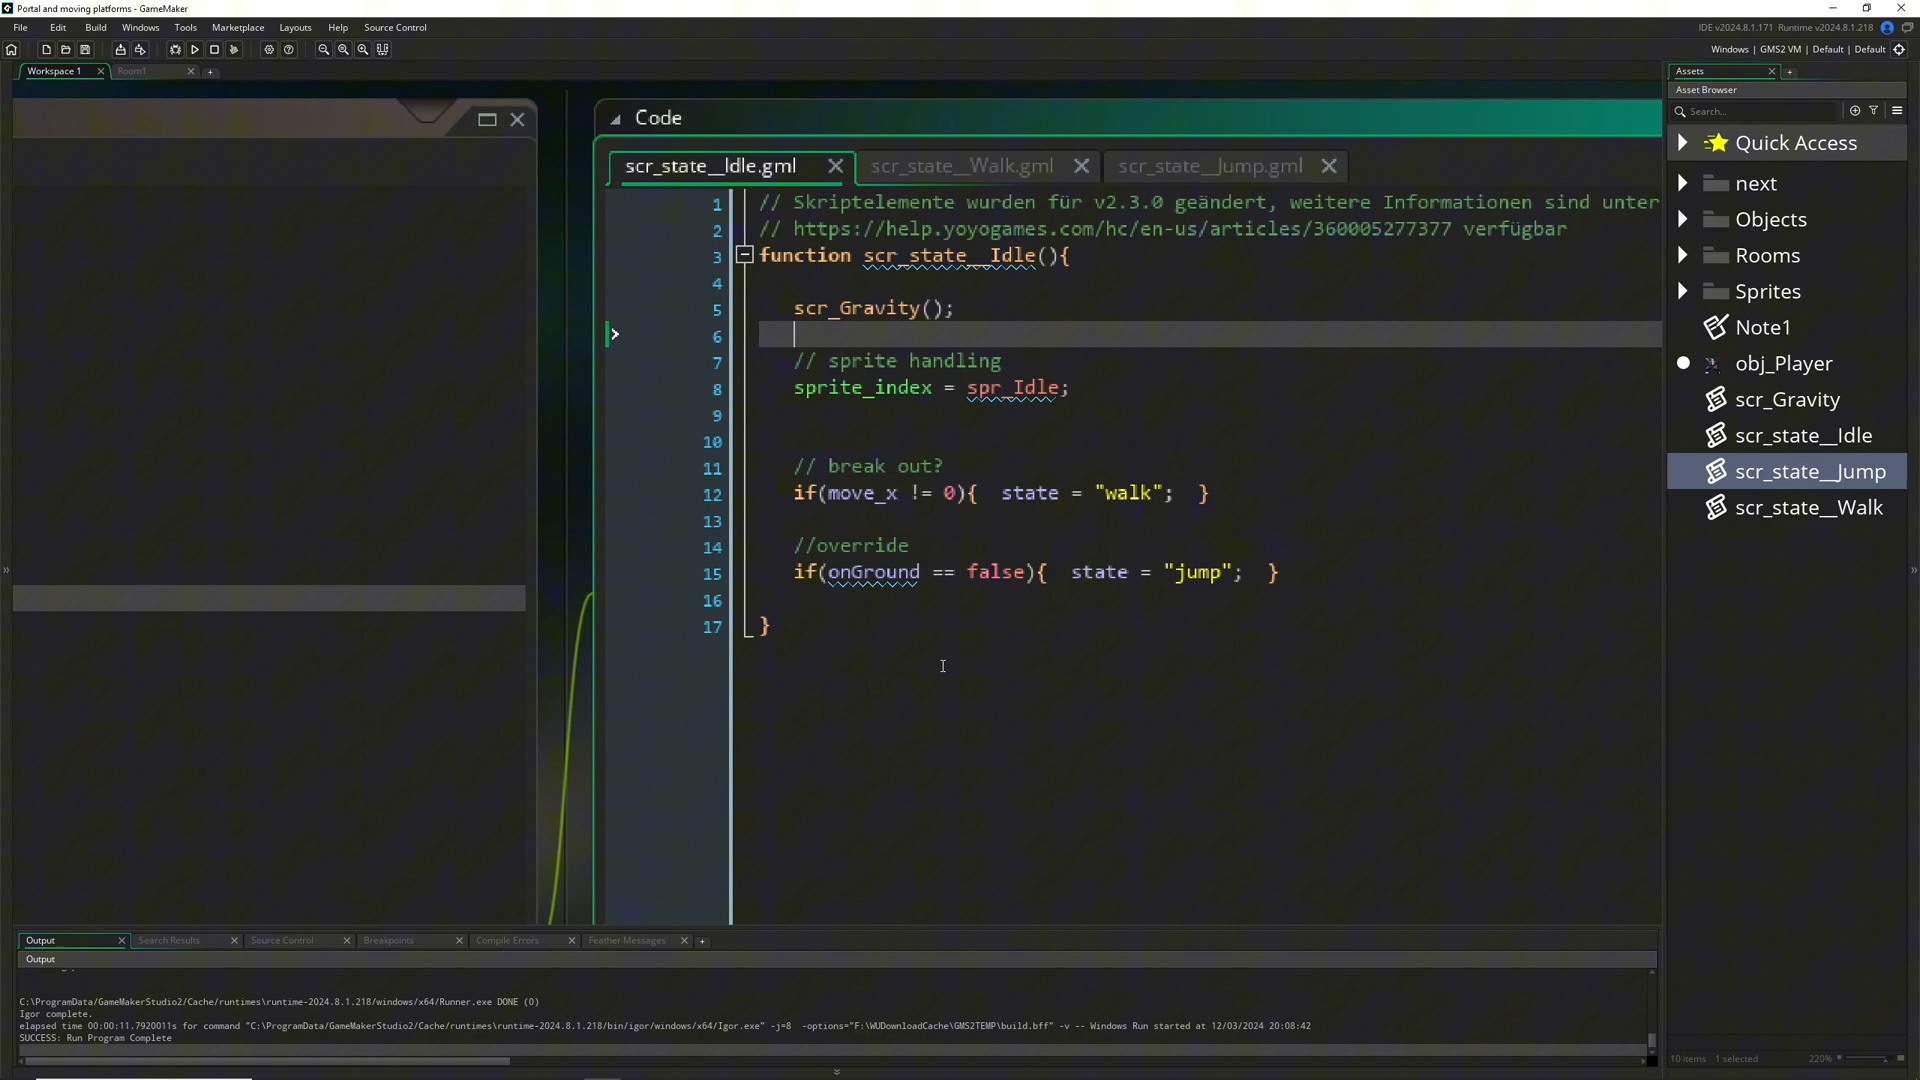 Portal and moving platforms - GameMaker
File Edit Build Windows Tools Marketplace Layouts Help Source Control
IDE v2024.8.1.171 Runtime v2024.8.1.218
Windows | GMS2 VM | Default | Default
Workspace 1
Room1
Code
scr_state__Idle.gml
scr_state__Walk.gml
scr_state__Jump.gml
1 // Skriptelemente wurden für v2.3.0 geändert, weitere Informationen sind unter
2 // https://help.yoyogames.com/hc/en-us/articles/360005277377 verfügbar
3 function scr_state__Idle(){
4
5 scr_Gravity();
6
7 // sprite handling
8 sprite_index = spr_Idle;
9
10
11 // break out?
12 if(move_x != 0){ state = "walk"; }
13
14 //override
15 if(onGround == false){ state = "jump"; }
16
17 }
Assets
Asset Browser
Search...
Quick Access
next
Objects
Rooms
Sprites
Note1
obj_Player
scr_Gravity
scr_state__Idle
scr_state__Jump
scr_state__Walk
10 items 1 selected
220%
Output
Search Results
Source Control
Breakpoints
Compile Errors
Feather Messages
Output
C:\ProgramData/GameMakerStudio2/Cache/runtimes\runtime-2024.8.1.218/windows/x64/Runner.exe DONE (0)
Igor complete.
elapsed time 00:00:11.7920011s for command "C:\ProgramData/GameMakerStudio2/Cache/runtimes\runtime-2024.8.1.218/bin/igor/windows/x64/Igor.exe" -j=8 -options="F:\WUDownloadCache\GMS2TEMP\build.bff" -v -- Windows Run started at 12/03/2024 20:08:42
SUCCESS: Run Program Complete